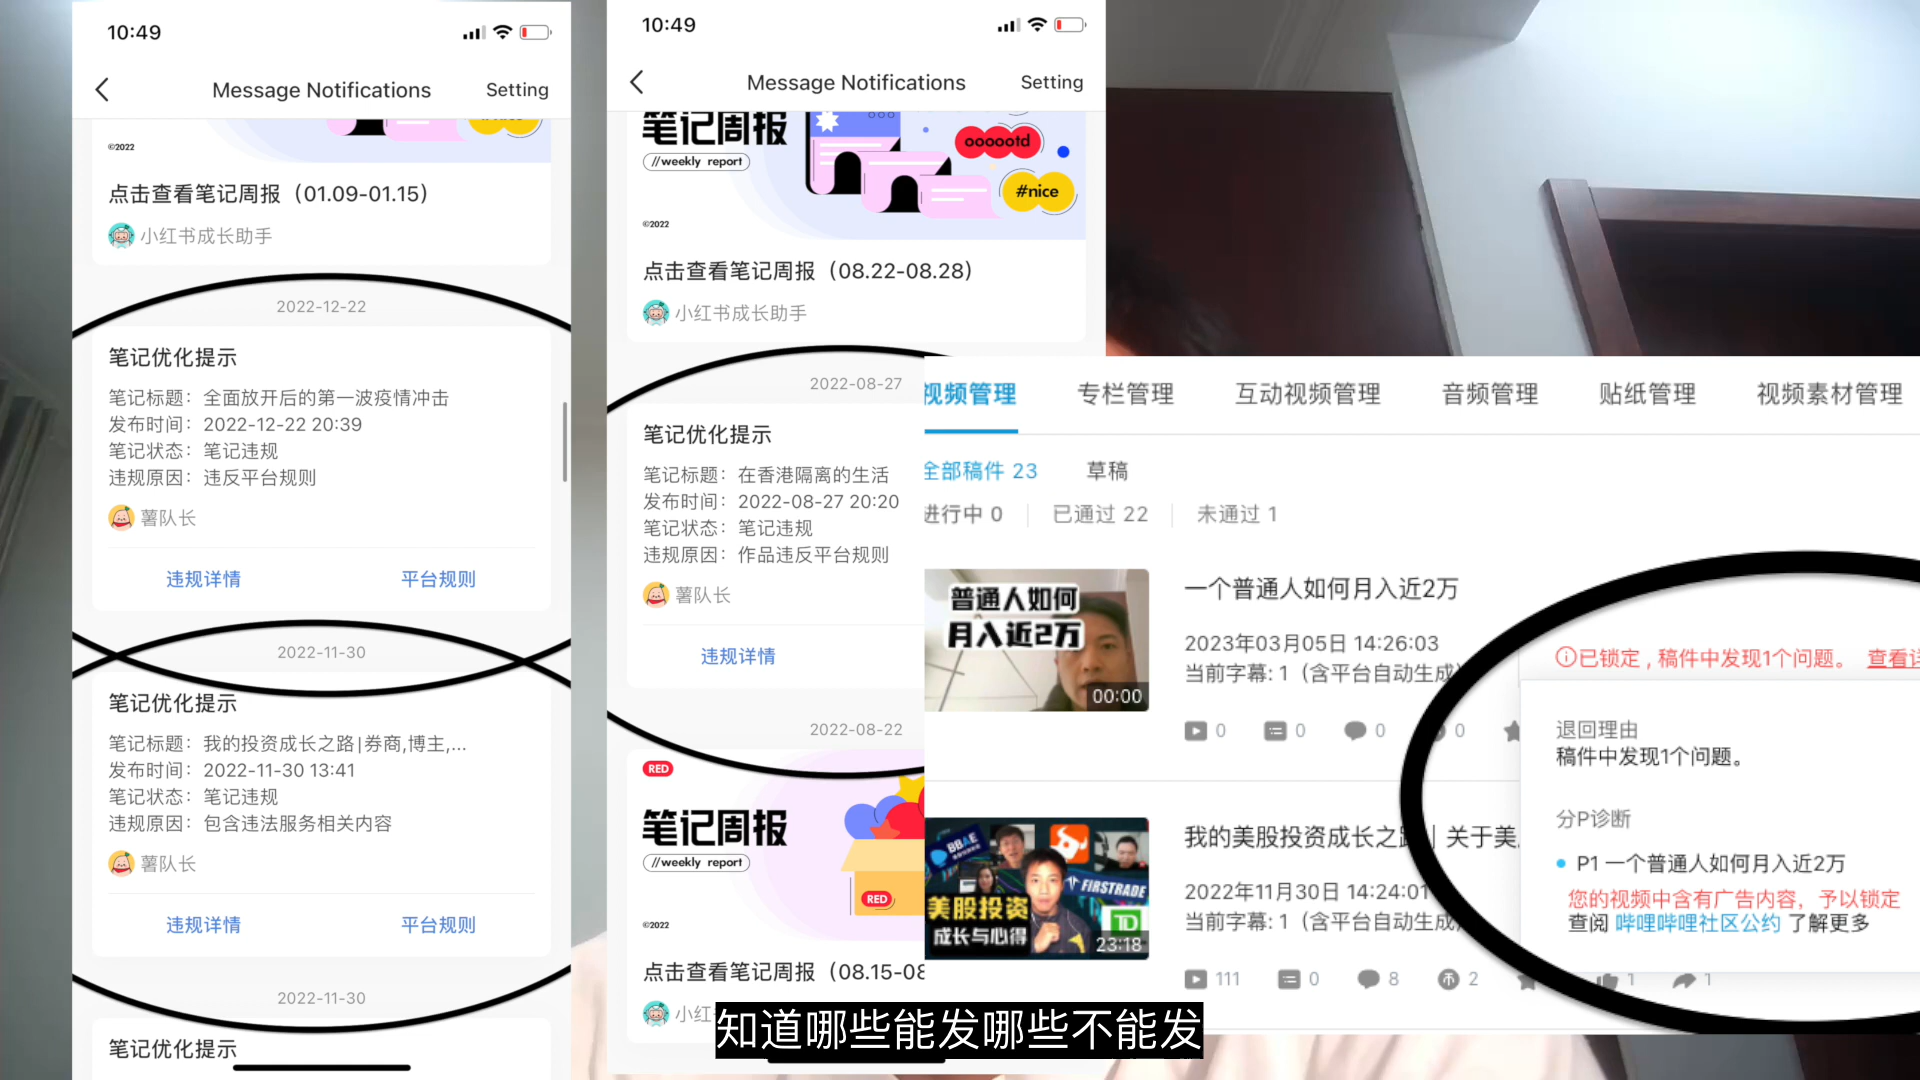 10:49
Message Notifications
Setting
©2022
点击查看笔记周报（01.09-01.15）
小红书成长助手
2022-12-22
笔记优化提示
笔记标题：全面放开后的第一波疫情冲击
发布时间：2022-12-22 20:39
笔记状态：笔记违规
违规原因：违反平台规则
薯队长
违规详情
平台规则
2022-11-30
笔记优化提示
笔记标题：我的投资成长之路|券商,博主,...
发布时间：2022-11-30 13:41
笔记状态：笔记违规
违规原因：包含违法服务相关内容
薯队长
违规详情
平台规则
2022-11-30
笔记优化提示
10:49
Message Notifications
Setting
笔记周报
//weekly report
oooootd
#nice
©2022
点击查看笔记周报（08.22-08.28）
小红书成长助手
2022-08-27
笔记优化提示
笔记标题：在香港隔离的生活
发布时间：2022-08-27 20:20
笔记状态：笔记违规
违规原因：作品违反平台规则
薯队长
违规详情
2022-08-22
RED
笔记周报
//weekly report
RED
©2022
点击查看笔记周报（08.15-08
小红
视频管理
专栏管理
互动视频管理
音频管理
贴纸管理
视频素材管理
全部稿件 23
草稿
进行中 0
已通过 22
未通过 1
普通人如何
月入近2万
00:00
一个普通人如何月入近2万
2023年03月05日 14:26:03
当前字幕: 1（含平台自动生成）
0
0
0
0
已锁定，稿件中发现1个问题。
查看详
退回理由
稿件中发现1个问题。
分P诊断
P1 一个普通人如何月入近2万
您的视频中含有广告内容，予以锁定
查阅 哔哩哔哩社区公约 了解更多
BBAE
FIRSTRADE
美股投资
成长与心得
TD
23:18
我的美股投资成长之路 | 关于美
2022年11月30日 14:24:01
当前字幕: 1（含平台自动生成）
111
0
8
2
1
1
知道哪些能发哪些不能发